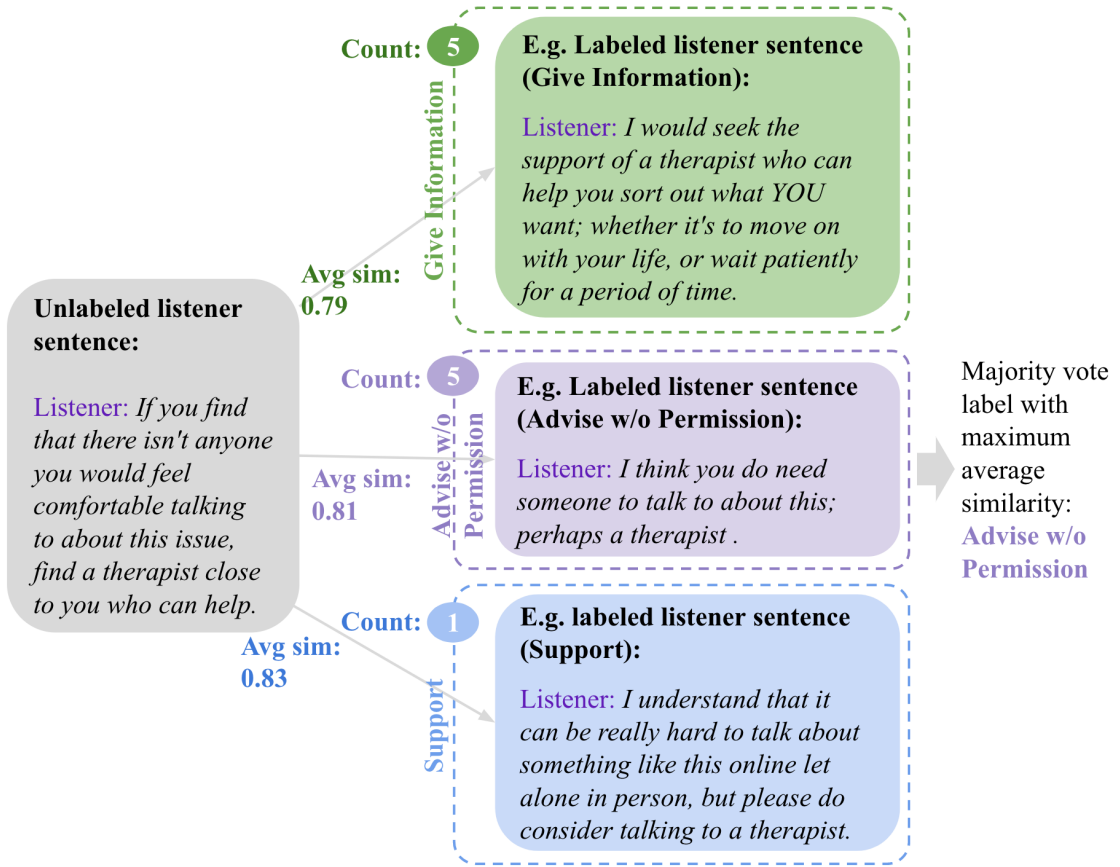 Unlabeled listener
sentence:
Listener: If you find
that there isn't anyone
you would feel
comfortable talking
to about this issue,
find a therapist close
to you who can help.
Avg sim:
0.79
Avg sim:
0.81
Avg sim:
0.83
Count: 5
Give Information
E.g. Labeled listener sentence
(Give Information):
Listener: I would seek the
support of a therapist who can
help you sort out what YOU
want; whether it's to move on
with your life, or wait patiently
for a period of time.
Count: 5
Advise w/o
Permission
E.g. Labeled listener sentence
(Advise w/o Permission):
Listener: I think you do need
someone to talk to about this;
perhaps a therapist .
Count: 1
Support
E.g. labeled listener sentence
(Support):
Listener: I understand that it
can be really hard to talk about
something like this online let
alone in person, but please do
consider talking to a therapist.
Majority vote
label with
maximum
average
similarity:
Advise w/o
Permission